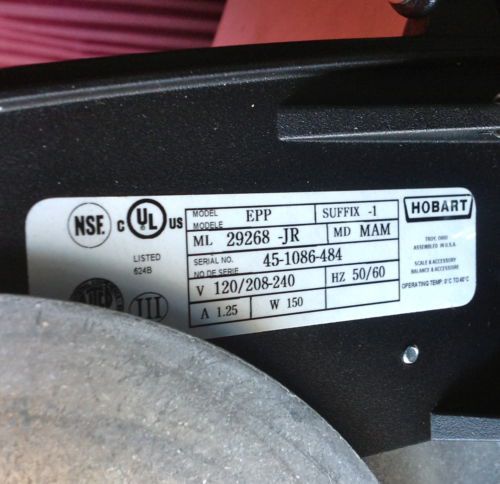 NSF.
C UL US
LISTED
624B
III
MODEL
MODELE EPP SUFFIX -1
ML 29268 -JR MD MAM
SERIAL NO.
NO DE SERIE 45-1086-484
V 120/208-240 HZ 50/60
A 1.25 W 150
HOBART
TROY, OHIO
ASSEMBLED IN U.S.A.
SCALE & ACCESSORY
BALANCE & ACCESSOIRE
OPERATING TEMP. 0°C TO 40°C